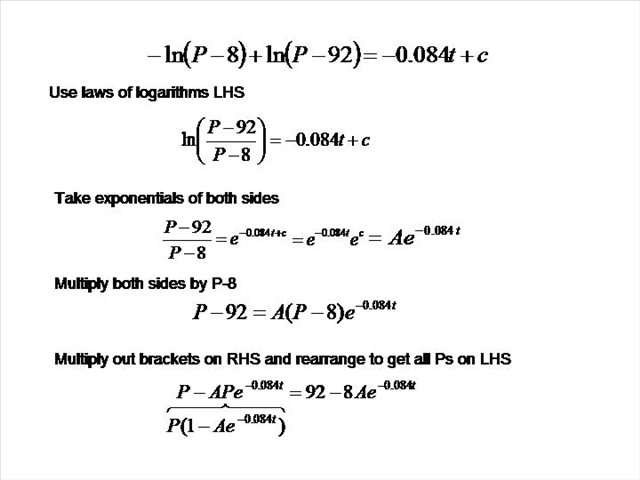 −ln(P−8)+ln(P−92)=−0.084t+c
Use laws of logarithms LHS
ln((P−92)/(P−8))=−0.084t+c
Take exponentials of both sides
(P−92)/(P−8)=e^(−0.084t+c)=e^(−0.084t)e^c=Ae^(−0.084t)
Multiply both sides by P-8
P−92=A(P−8)e^(−0.084t)
Multiply out brackets on RHS and rearrange to get all Ps on LHS
P−APe^(−0.084t)=92−8Ae^(−0.084t)
P(1−Ae^(−0.084t))